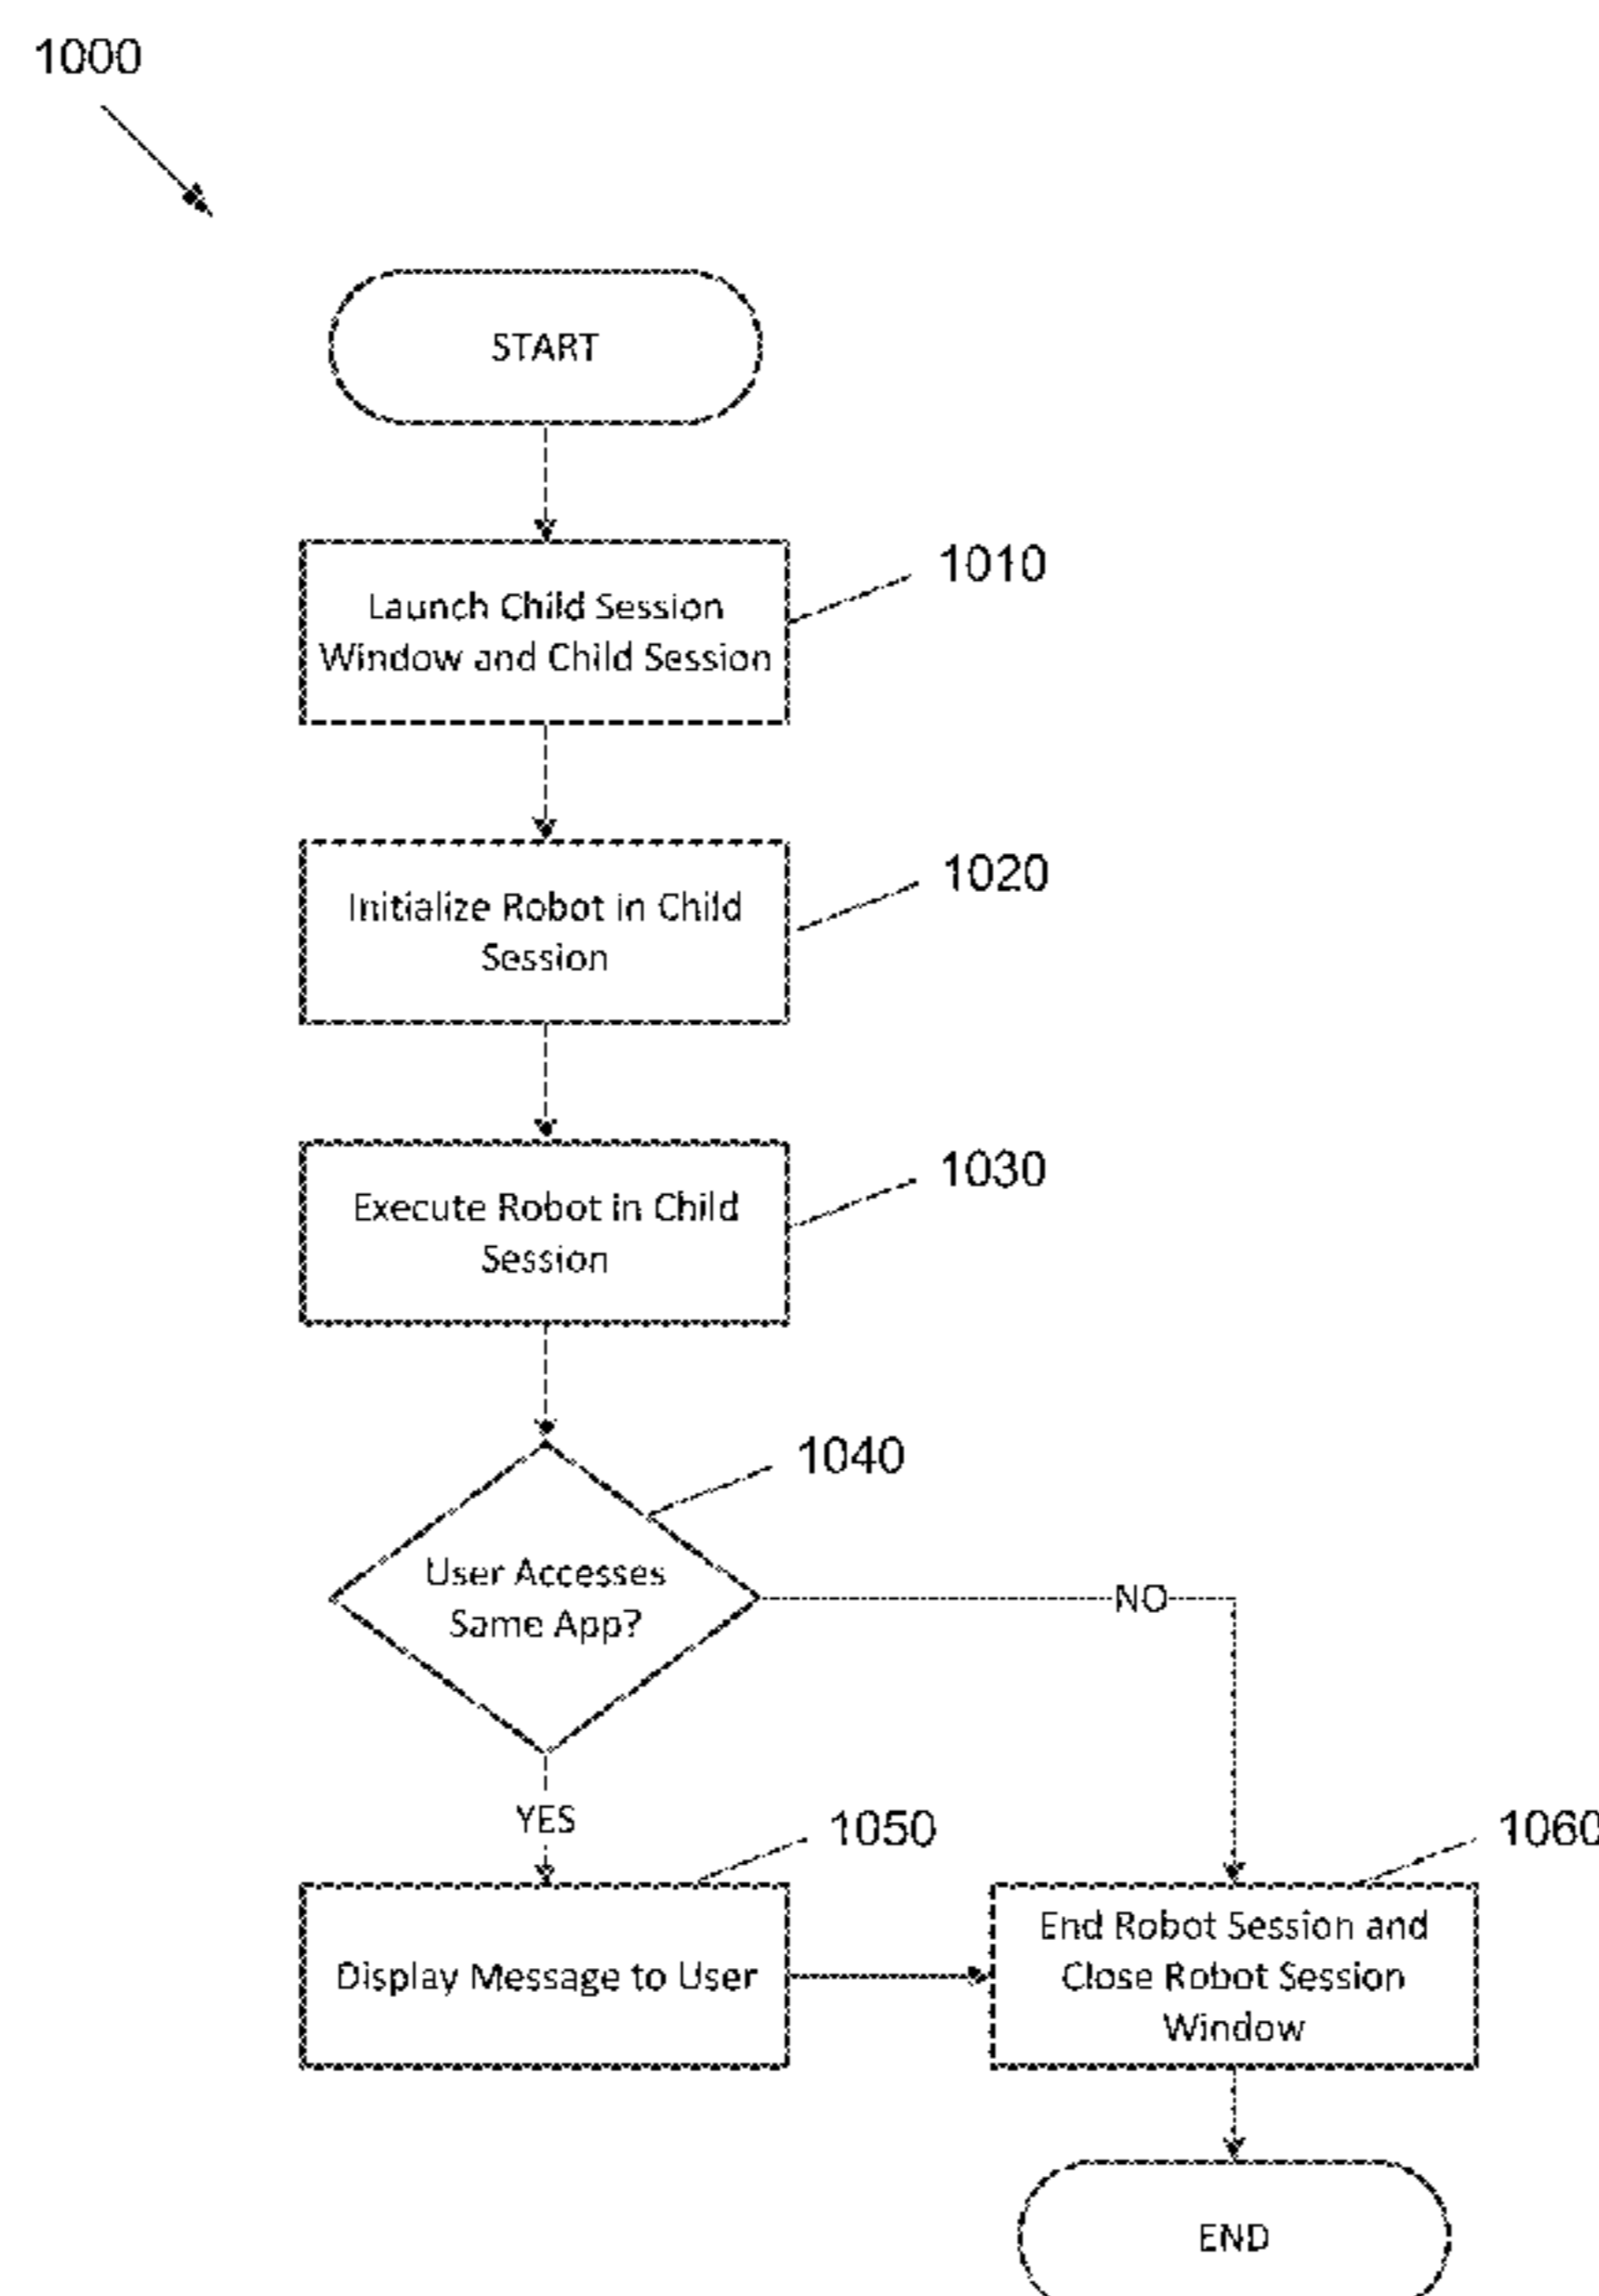 1000
START
1010
Launch Child Session
Window and Child Session
1020
Initialize Robot in Child
Session
1030
Execute Robot in Child
Session
1040
User Accesses
Same App?
NO
YES
1050
1060
Display Message to User
End Robot Session and
Close Robot Session
Window
END